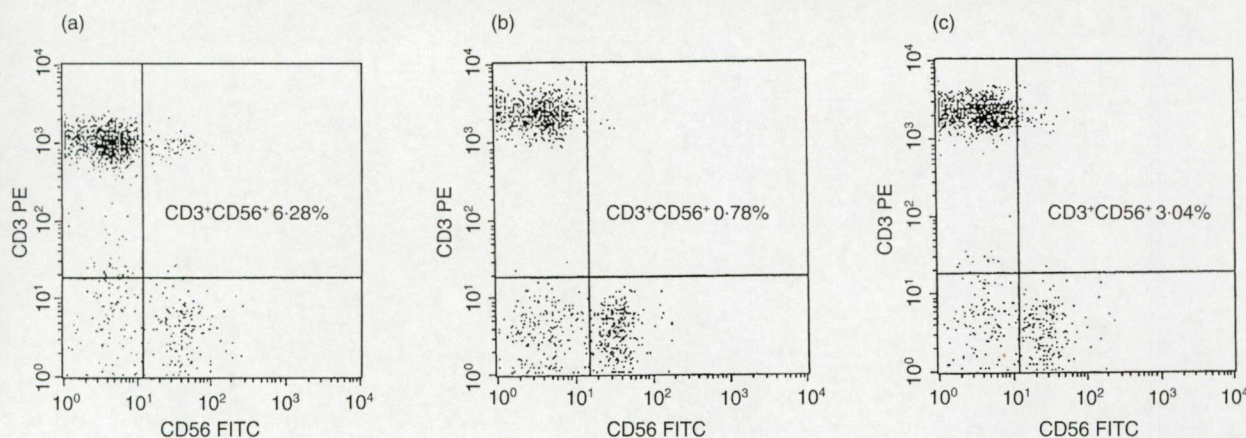 (a)
(b)
(c)
10⁴
10³
10²
10¹
10⁰
CD3 PE
CD3⁺CD56⁺ 6·28%
10⁰ 10¹ 10² 10³ 10⁴
CD56 FITC
10⁴
10³
10²
10¹
10⁰
CD3 PE
CD3⁺CD56⁺ 0·78%
10⁰ 10¹ 10² 10³ 10⁴
CD56 FITC
10⁴
10³
10²
10¹
10⁰
CD3 PE
CD3⁺CD56⁺ 3·04%
10⁰ 10¹ 10² 10³ 10⁴
CD56 FITC